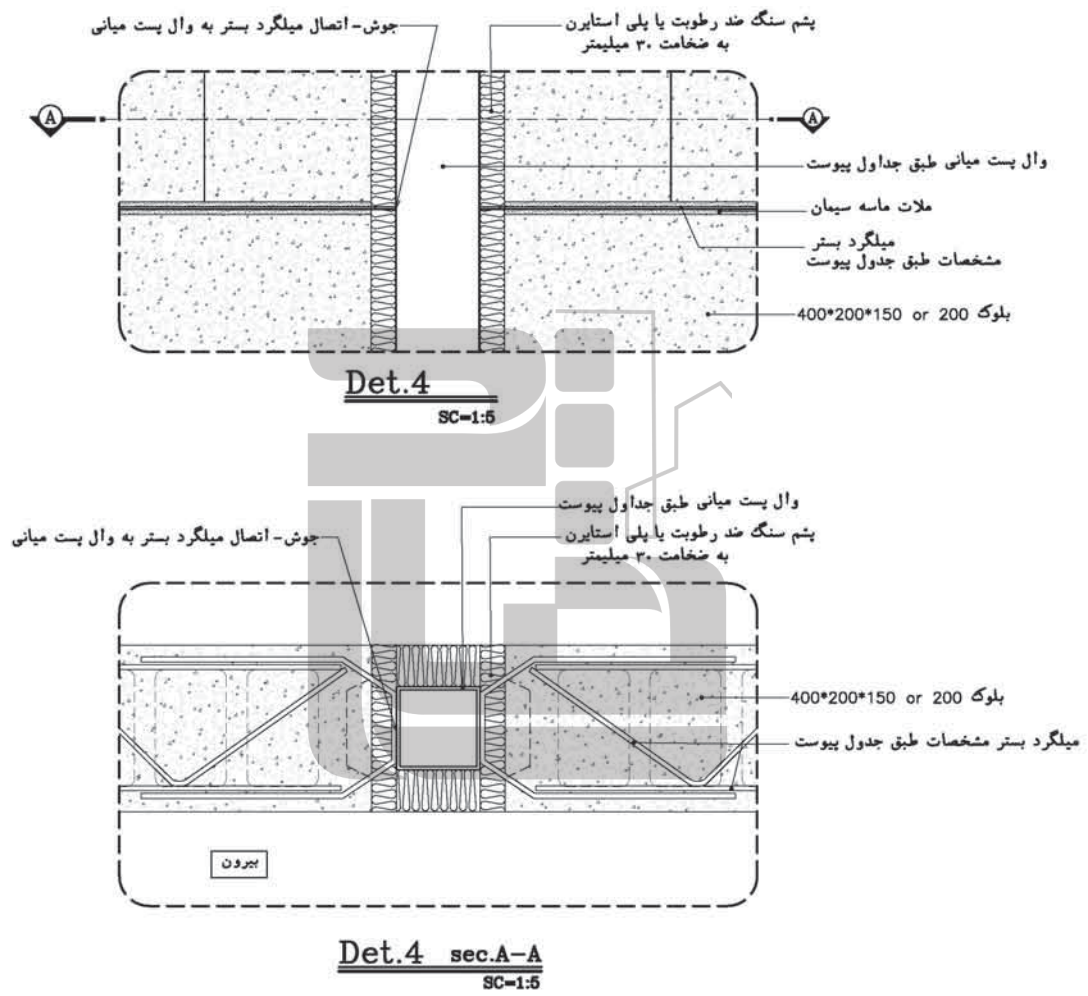 جوش-اتصال میلگرد بستر به وال پست میانی
پشم سنگ ضد رطوبت یا پلی استایرن
به ضخامت ۳۰ میلیمتر
A
A
وال پست میانی طبق جداول پیوست
ملات ماسه سیمان
میلگرد بستر
مشخصات طبق جدول پیوست
بلوک 400*200*150 or 200
Det.4
SC=1:5
وال پست میانی طبق جداول پیوست
جوش-اتصال میلگرد بستر به وال پست میانی
پشم سنگ ضد رطوبت یا پلی استایرن
به ضخامت ۳۰ میلیمتر
بلوک 400*200*150 or 200
میلگرد بستر مشخصات طبق جدول پیوست
بیرون
Det.4 sec.A-A
SC=1:5